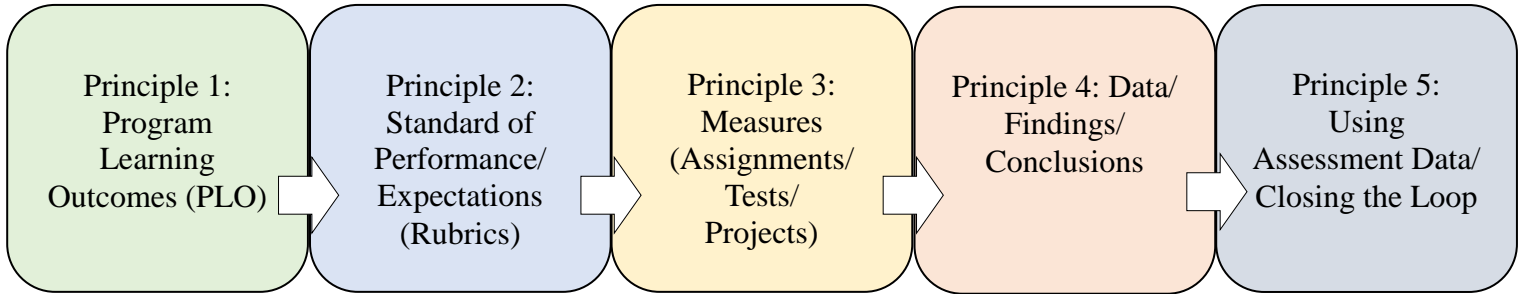 Principle 1:
Program
Learning
Outcomes (PLO)
Principle 2:
Standard of
Performance/
Expectations
(Rubrics)
Principle 3:
Measures
(Assignments/
Tests/
Projects)
Principle 4: Data/
Findings/
Conclusions
Principle 5:
Using
Assessment Data/
Closing the Loop